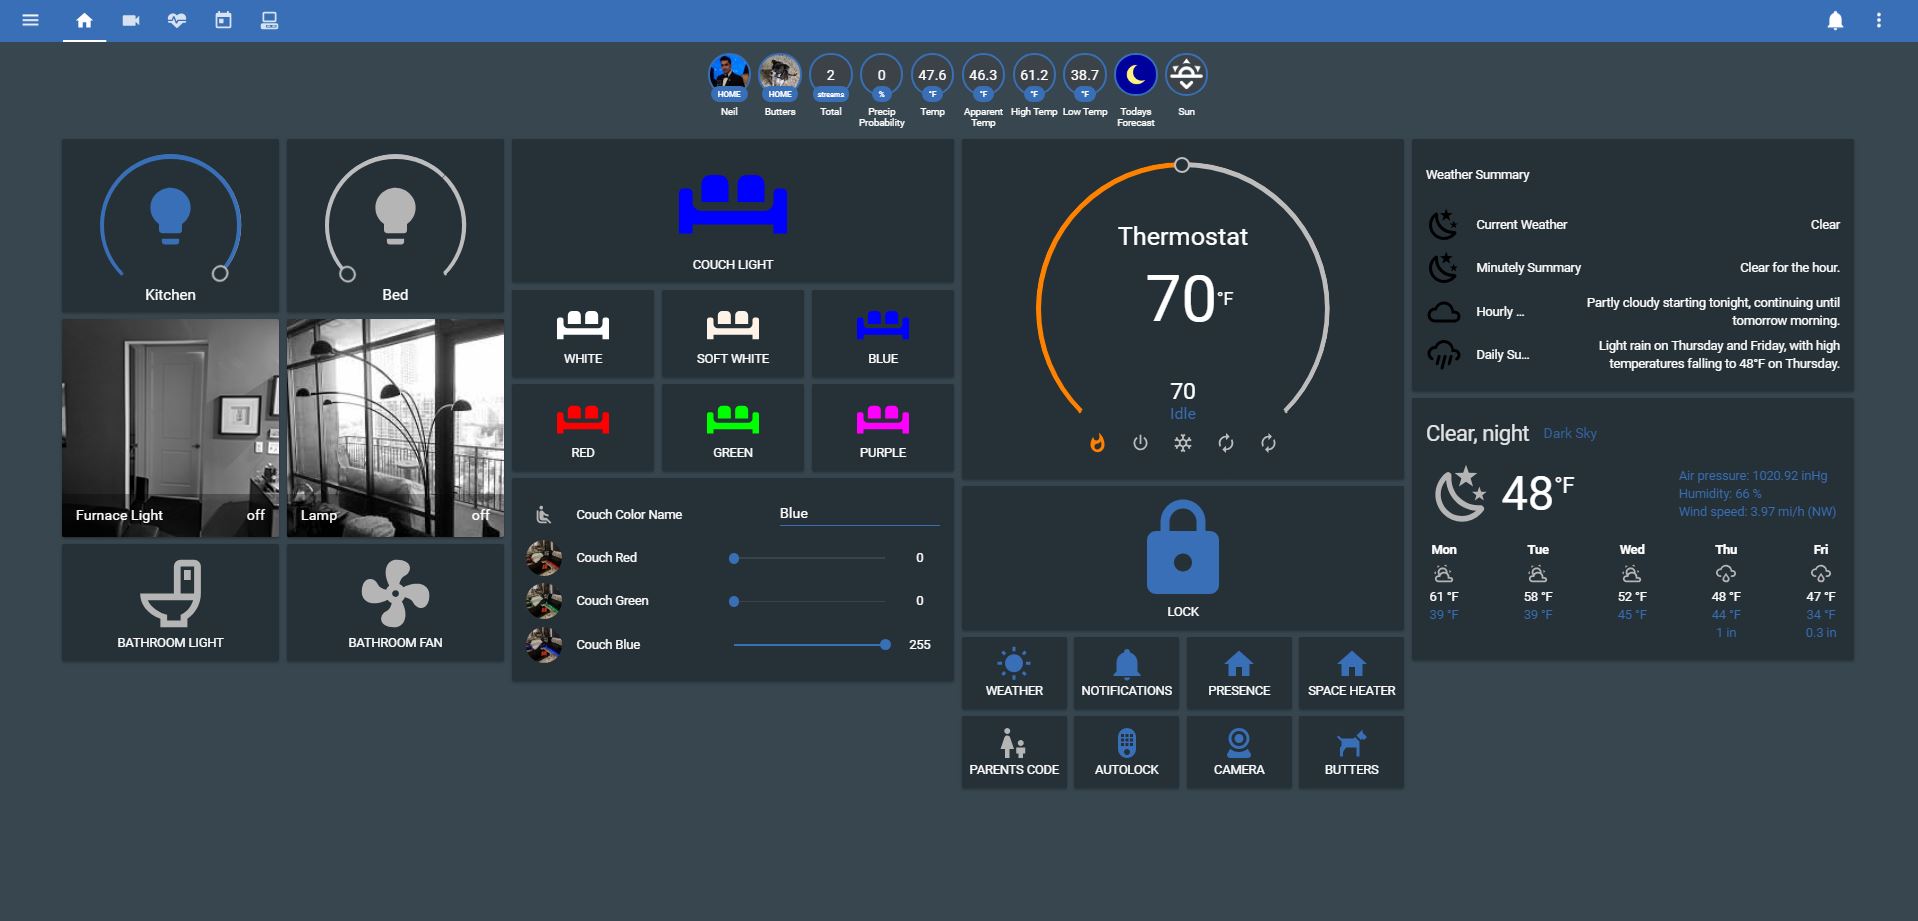 HOME
Neil
HOME
Butters
2
streams
Total
0
%
Precip
Probability
47.6
°F
Temp
46.3
°F
Apparent
Temp
61.2
°F
High Temp
38.7
°F
Low Temp
Todays
Forecast
Sun
Kitchen
Bed
Furnace Light off
Lamp off
BATHROOM LIGHT
BATHROOM FAN
COUCH LIGHT
WHITE
SOFT WHITE
BLUE
RED
GREEN
PURPLE
Couch Color Name Blue
Couch Red 0
Couch Green 0
Couch Blue 255
Thermostat
70 °F
70
Idle
LOCK
WEATHER
NOTIFICATIONS
PRESENCE
SPACE HEATER
PARENTS CODE
AUTOLOCK
CAMERA
BUTTERS
Weather Summary
Current Weather Clear
Minutely Summary Clear for the hour.
Hourly ... Partly cloudy starting tonight, continuing until
tomorrow morning.
Daily Su... Light rain on Thursday and Friday, with high
temperatures falling to 48°F on Thursday.
Clear, night Dark Sky
48 °F
Air pressure: 1020.92 inHg
Humidity: 66 %
Wind speed: 3.97 mi/h (NW)
Mon Tue Wed Thu Fri
61 °F 58 °F 52 °F 48 °F 47 °F
39 °F 39 °F 45 °F 44 °F 34 °F
1 in 0.3 in